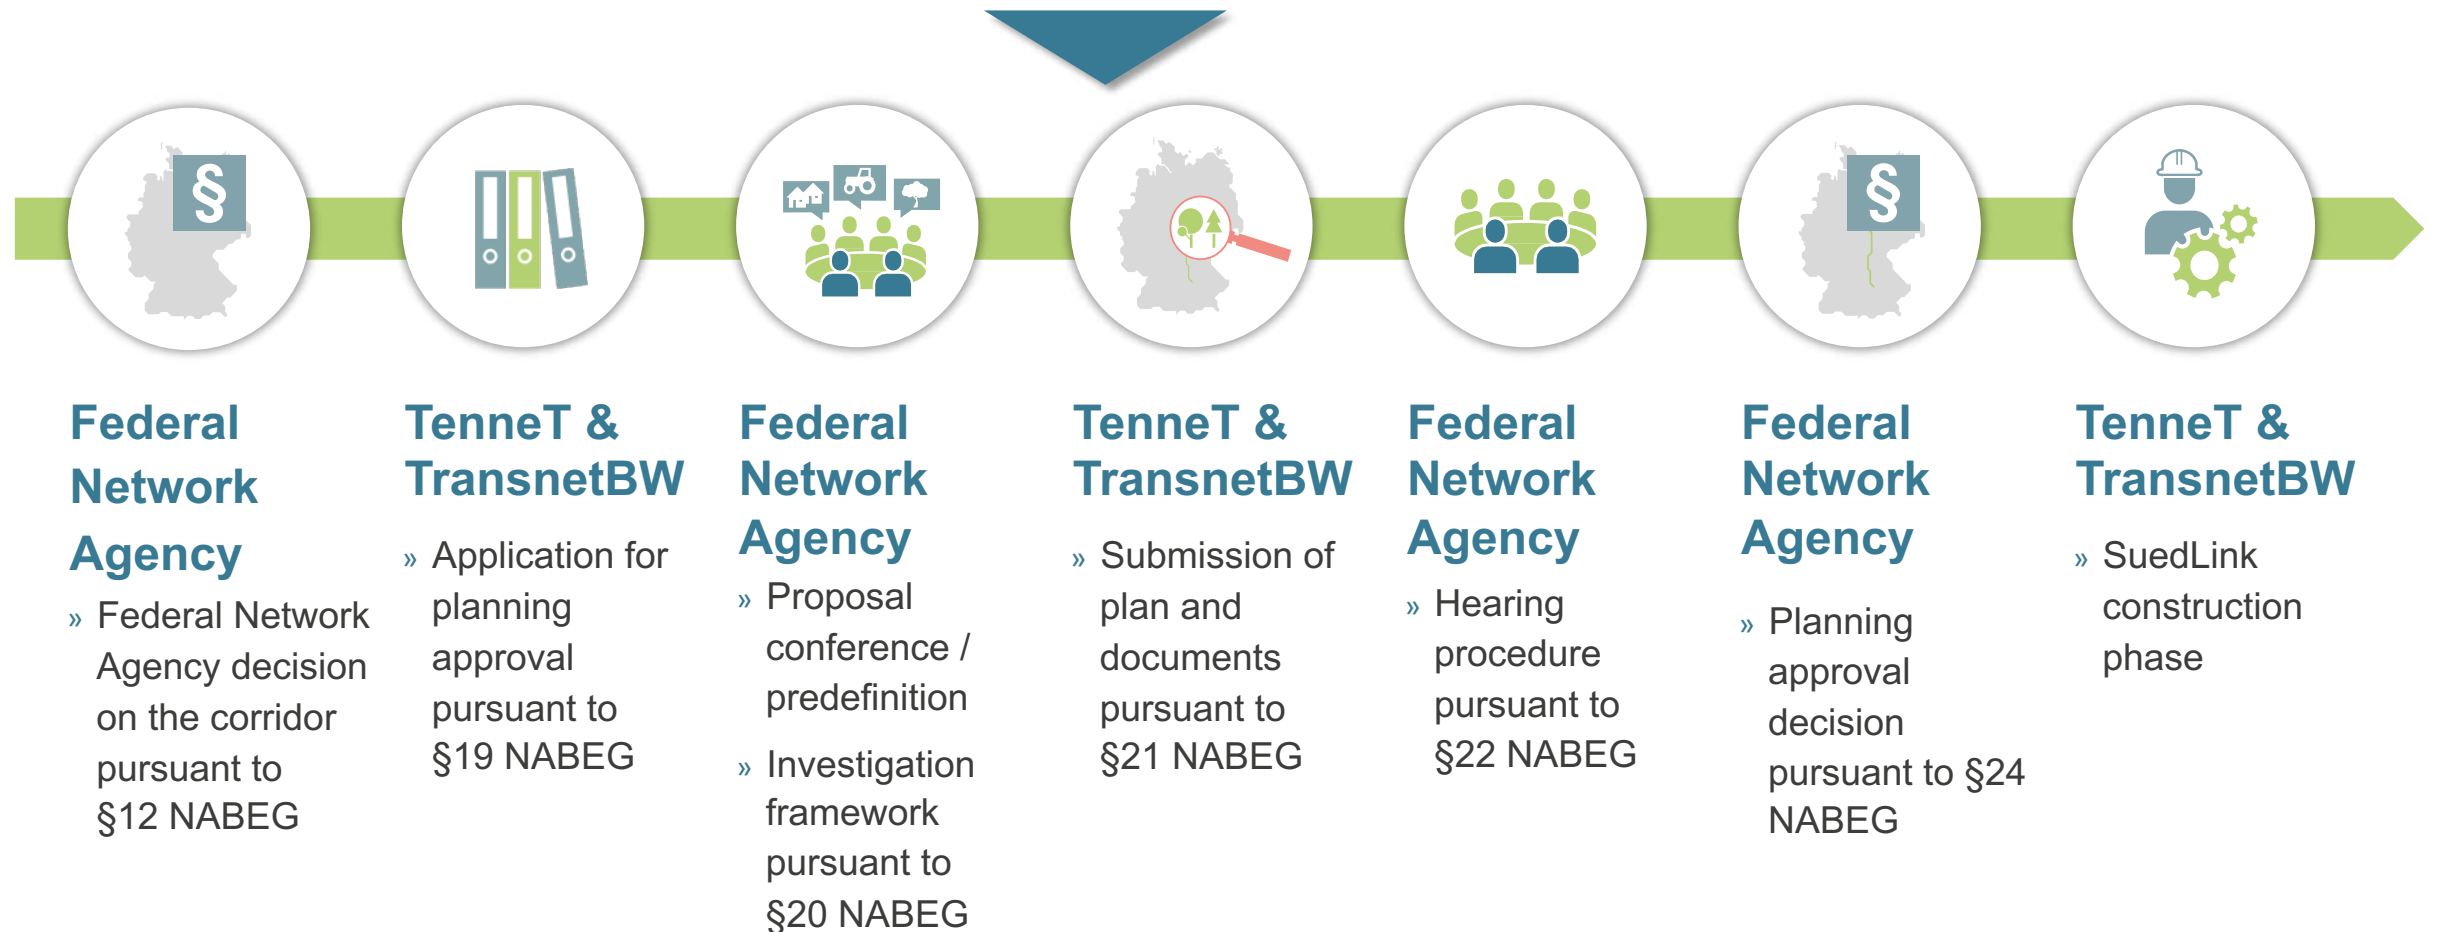 §
§
Federal
Network
Agency
» Federal Network
Agency decision
on the corridor
pursuant to
§12 NABEG
TenneT &
TransnetBW
» Application for
planning
approval
pursuant to
§19 NABEG
Federal
Network
Agency
» Proposal
conference /
predefinition
» Investigation
framework
pursuant to
§20 NABEG
TenneT &
TransnetBW
» Submission of
plan and
documents
pursuant to
§21 NABEG
Federal
Network
Agency
» Hearing
procedure
pursuant to
§22 NABEG
Federal
Network
Agency
» Planning
approval
decision
pursuant to §24
NABEG
TenneT &
TransnetBW
» SuedLink
construction
phase